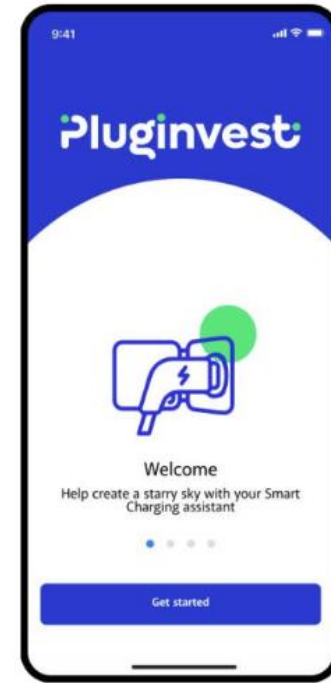 9:41
Pluginvest
Welcome
Help create a starry sky with your Smart
Charging assistant
Get started